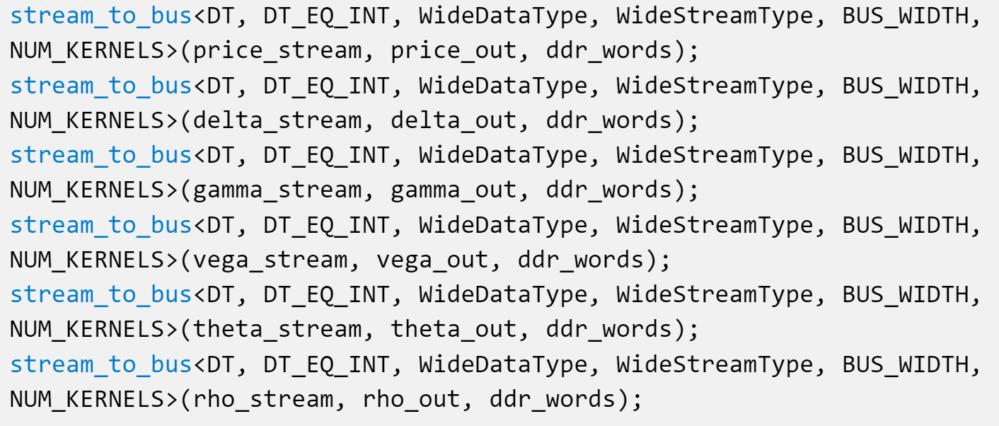 stream_to_bus<DT, DT_EQ_INT, WideDataType, WideStreamType, BUS_WIDTH,
NUM_KERNELS>(price_stream, price_out, ddr_words);
stream_to_bus<DT, DT_EQ_INT, WideDataType, WideStreamType, BUS_WIDTH,
NUM_KERNELS>(delta_stream, delta_out, ddr_words);
stream_to_bus<DT, DT_EQ_INT, WideDataType, WideStreamType, BUS_WIDTH,
NUM_KERNELS>(gamma_stream, gamma_out, ddr_words);
stream_to_bus<DT, DT_EQ_INT, WideDataType, WideStreamType, BUS_WIDTH,
NUM_KERNELS>(vega_stream, vega_out, ddr_words);
stream_to_bus<DT, DT_EQ_INT, WideDataType, WideStreamType, BUS_WIDTH,
NUM_KERNELS>(theta_stream, theta_out, ddr_words);
stream_to_bus<DT, DT_EQ_INT, WideDataType, WideStreamType, BUS_WIDTH,
NUM_KERNELS>(rho_stream, rho_out, ddr_words);